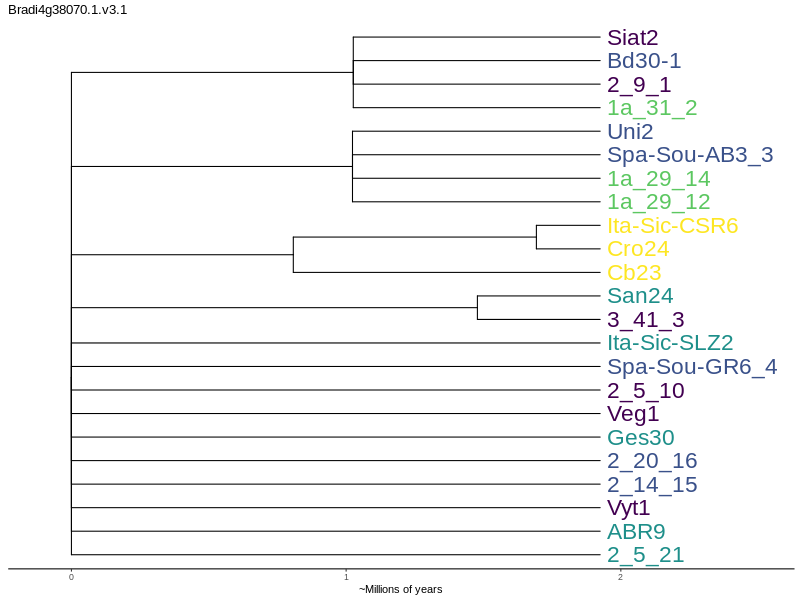 Bradi4g38070.1.v3.1
Siat2
Bd30-1
2_9_1
1a_31_2
Uni2
Spa-Sou-AB3_3
1a_29_14
1a_29_12
Ita-Sic-CSR6
Cro24
Cb23
San24
3_41_3
Ita-Sic-SLZ2
Spa-Sou-GR6_4
2_5_10
Veg1
Ges30
2_20_16
2_14_15
Vyt1
ABR9
2_5_21
0 1 2
~Millions of years